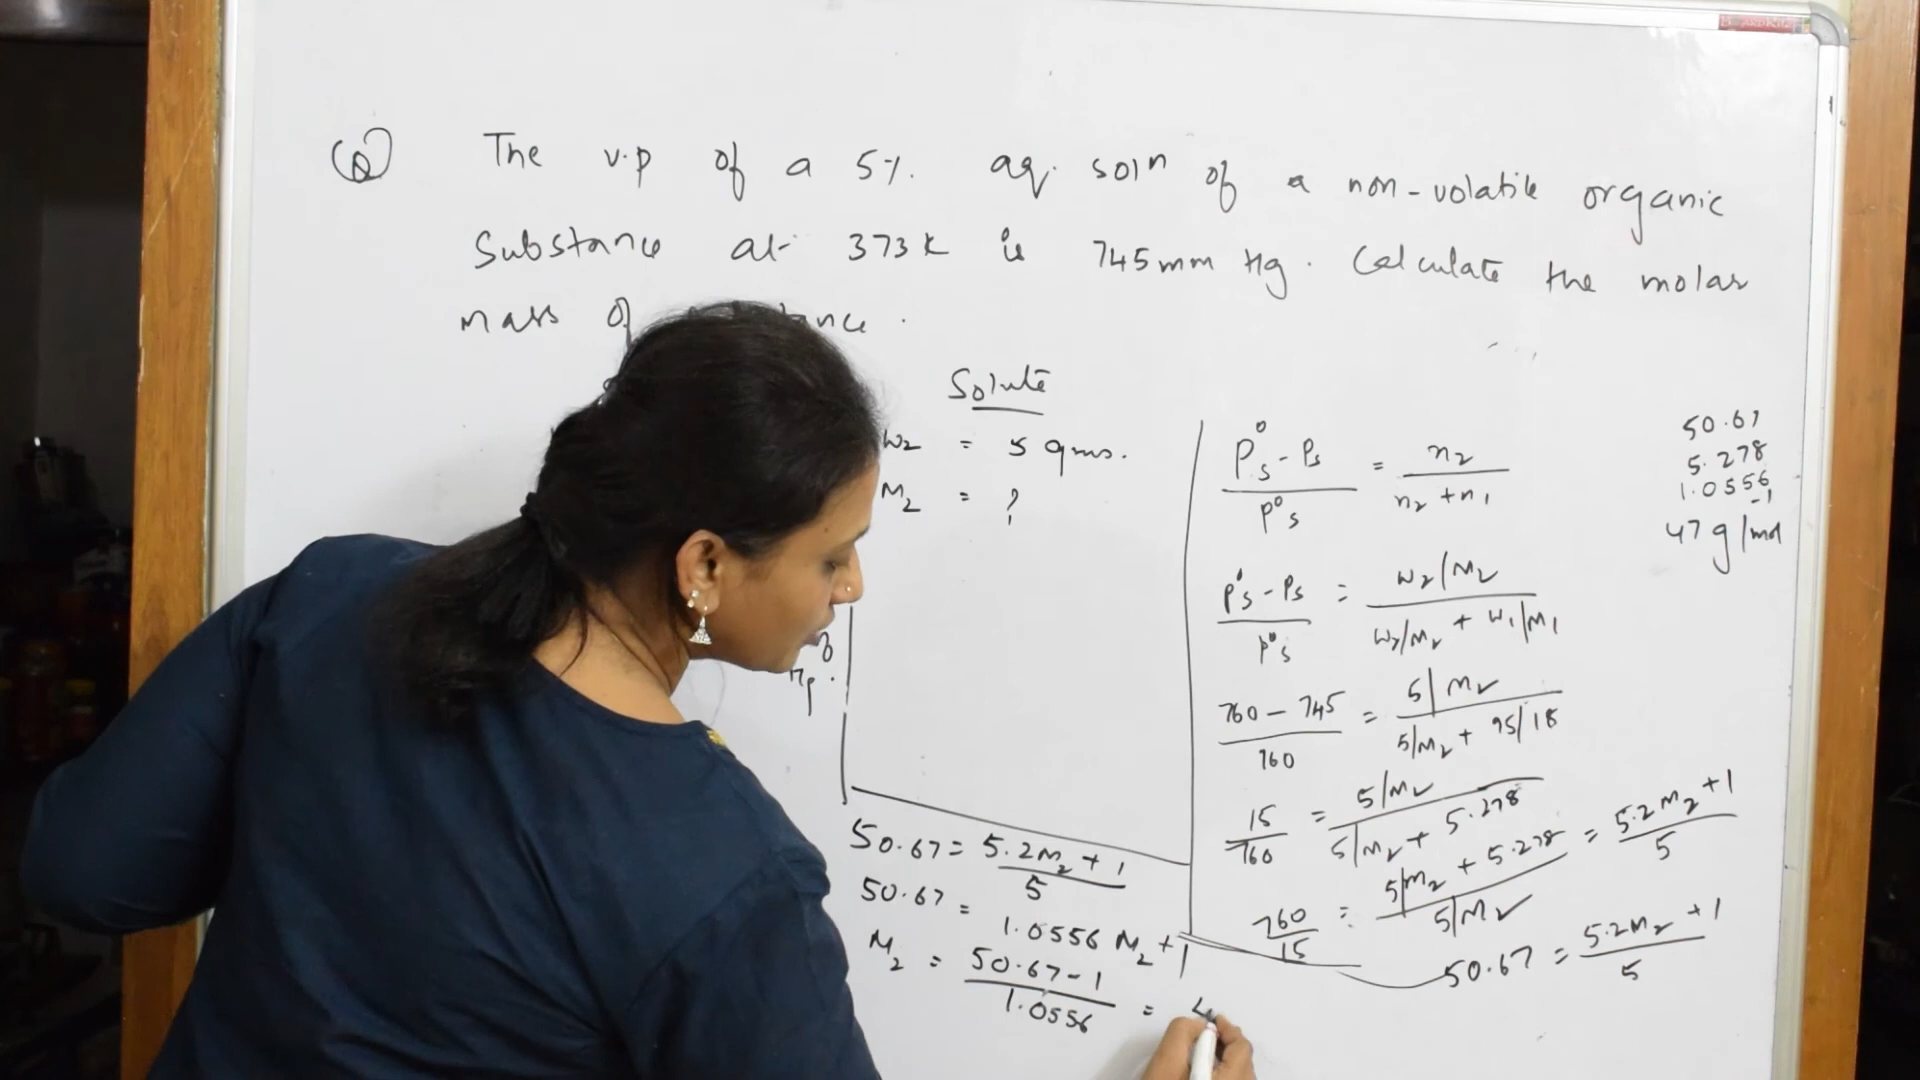 Q The v.p of a 5%. aq. solⁿ of a non-volatile organic
Substance at 373K is 745mm Hg. Calculate the molar
mass of
Solute
w₂ = 5 gms.
M₂ = ?
P°s - Ps / P°s = n₂ / n₂ + n₁
P°s - Ps / P°s = w₂/M₂ / w₂/M₂ + w₁/M₁
760 - 745 / 760 = 5/M₂ / 5/M₂ + 95/18
15 / 760 = 5/M₂ / 5/M₂ + 5.278
760 / 15 = 5/M₂ + 5.278 / 5/M₂ = 5.2M₂ + 1 / 5
50.67 = 5.2M₂ + 1 / 5
50.67 = 5.2M₂ + 1 / 5
50.67 = 1.0556 M₂ + 1
M₂ = 50.67 - 1 / 1.0556 = 4
50.67
5.278
1.0556
-1
47 g/mol